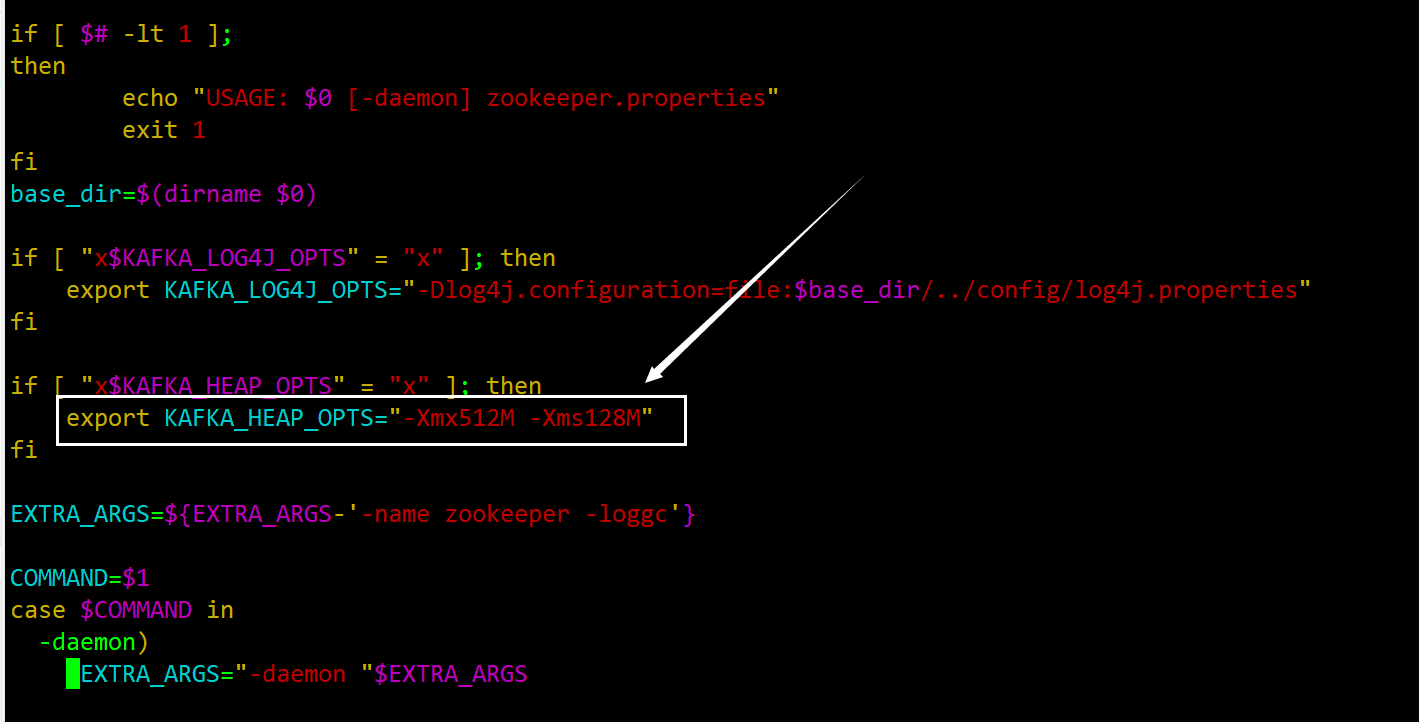 if [ $# -lt 1 ];
then
        echo "USAGE: $0 [-daemon] zookeeper.properties"
        exit 1
fi
base_dir=$(dirname $0)

if [ "x$KAFKA_LOG4J_OPTS" = "x" ]; then
    export KAFKA_LOG4J_OPTS="-Dlog4j.configuration=file:$base_dir/../config/log4j.properties"
fi

if [ "x$KAFKA_HEAP_OPTS" = "x" ]; then
    export KAFKA_HEAP_OPTS="-Xmx512M -Xms128M"
fi

EXTRA_ARGS=${EXTRA_ARGS-'-name zookeeper -loggc'}

COMMAND=$1
case $COMMAND in
  -daemon)
     EXTRA_ARGS="-daemon "$EXTRA_ARGS